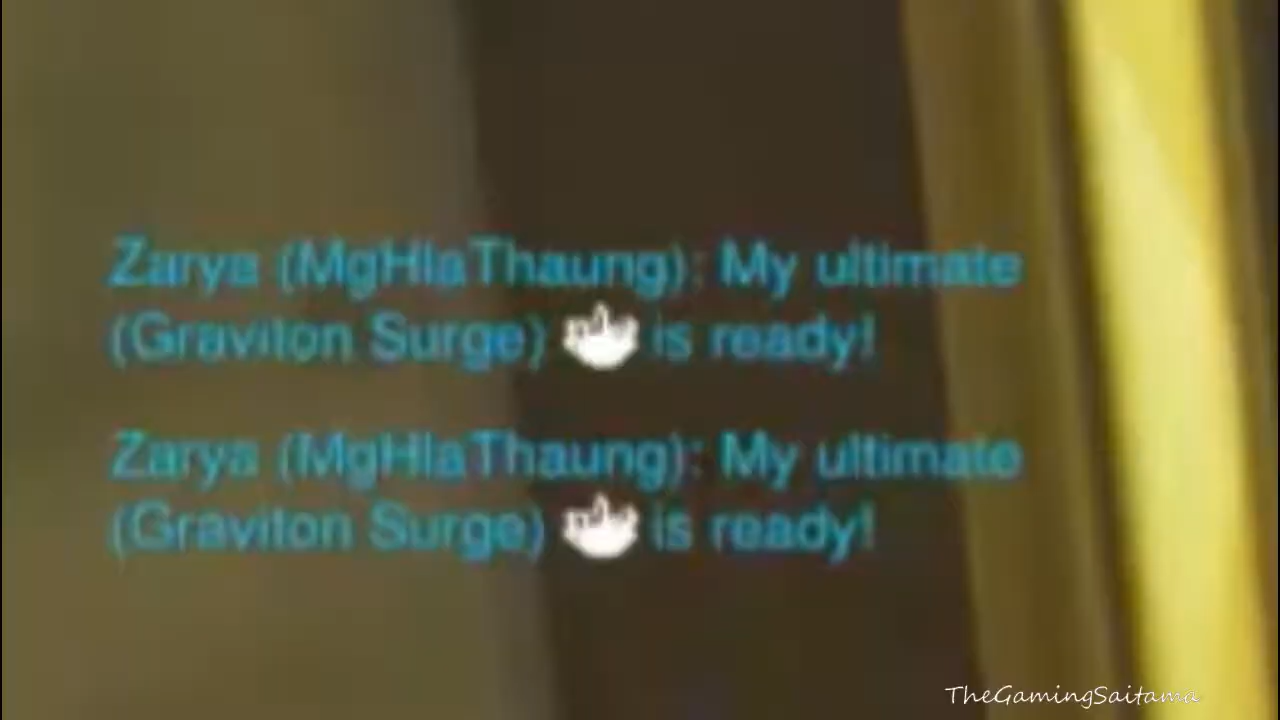 Zarya (MgHlaThaung): My ultimate
(Graviton Surge) is ready!
Zarya (MgHlaThaung): My ultimate
(Graviton Surge) is ready!
TheGamingSaitama